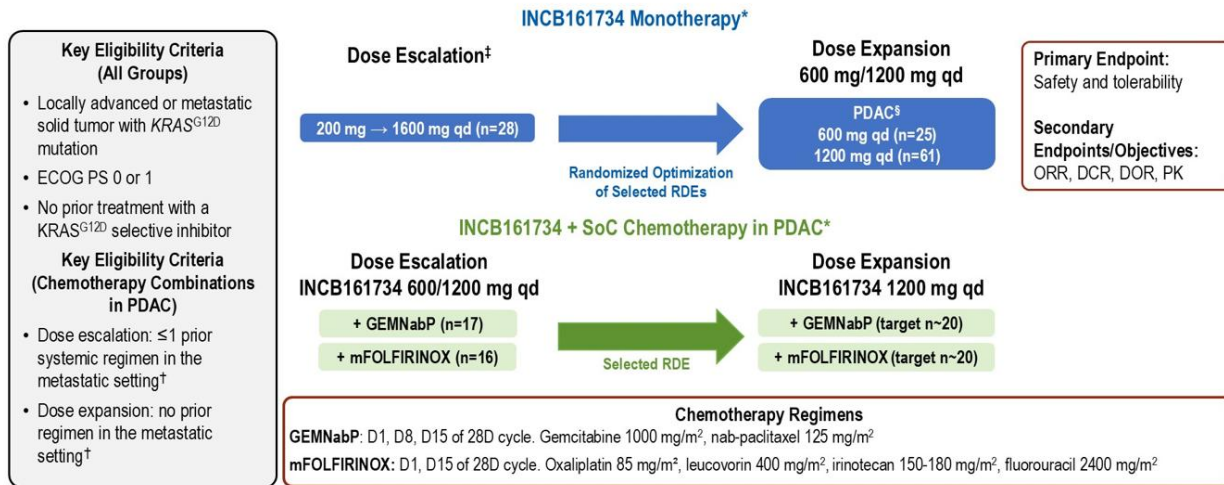 INCB161734 Monotherapy*
Key Eligibility Criteria
(All Groups)
• Locally advanced or metastatic
solid tumor with KRASG12D
mutation
• ECOG PS 0 or 1
• No prior treatment with a
KRASG12D selective inhibitor
Key Eligibility Criteria
(Chemotherapy Combinations
in PDAC)
• Dose escalation: ≤1 prior
systemic regimen in the
metastatic setting†
• Dose expansion: no prior
regimen in the metastatic
setting†
Dose Escalation‡
200 mg → 1600 mg qd (n=28)
Randomized Optimization
of Selected RDEs
Dose Expansion
600 mg/1200 mg qd
PDAC§
600 mg qd (n=25)
1200 mg qd (n=61)
Primary Endpoint:
Safety and tolerability
Secondary
Endpoints/Objectives:
ORR, DCR, DOR, PK
INCB161734 + SoC Chemotherapy in PDAC*
Dose Escalation
INCB161734 600/1200 mg qd
+ GEMNabP (n=17)
+ mFOLFIRINOX (n=16)
Selected RDE
Dose Expansion
INCB161734 1200 mg qd
+ GEMNabP (target n~20)
+ mFOLFIRINOX (target n~20)
Chemotherapy Regimens
GEMNabP: D1, D8, D15 of 28D cycle. Gemcitabine 1000 mg/m², nab-paclitaxel 125 mg/m²
mFOLFIRINOX: D1, D15 of 28D cycle. Oxaliplatin 85 mg/m², leucovorin 400 mg/m², irinotecan 150-180 mg/m², fluorouracil 2400 mg/m²